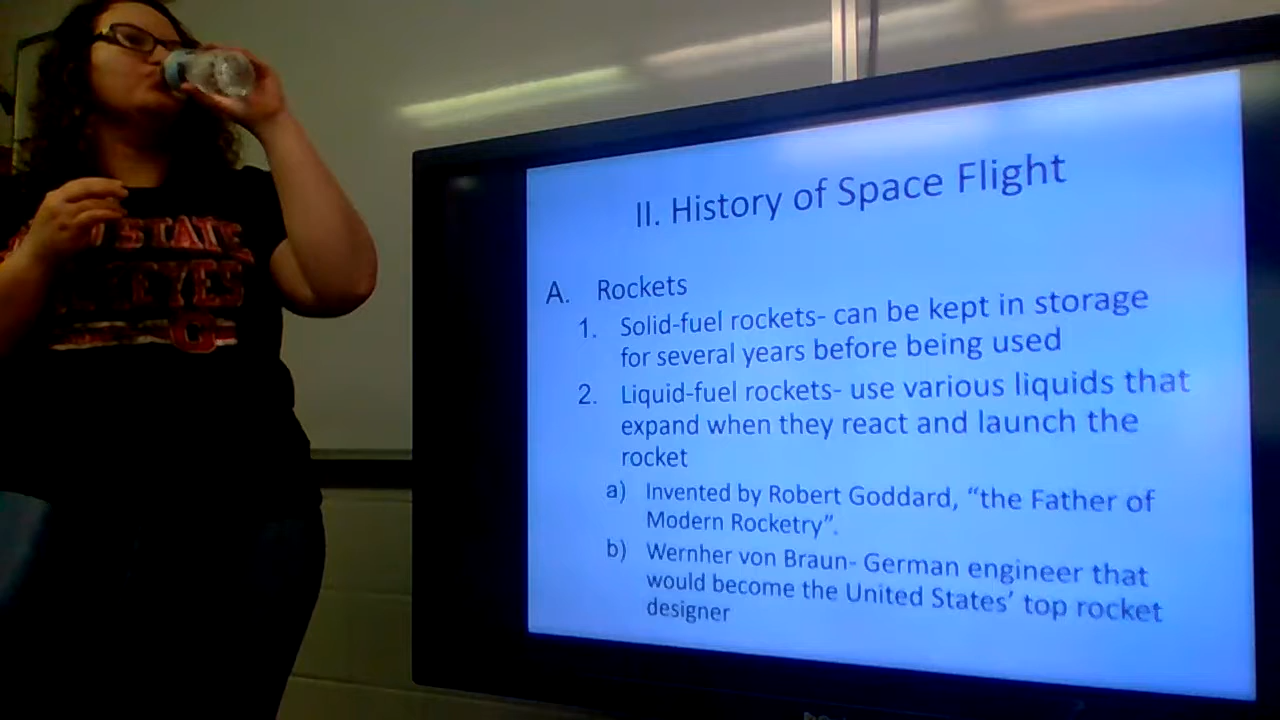 STATE
EYES
II. History of Space Flight
A. Rockets
1. Solid-fuel rockets- can be kept in storage
for several years before being used
2. Liquid-fuel rockets- use various liquids that
expand when they react and launch the
rocket
a) Invented by Robert Goddard, “the Father of
Modern Rocketry”.
b) Wernher von Braun- German engineer that
would become the United States’ top rocket
designer